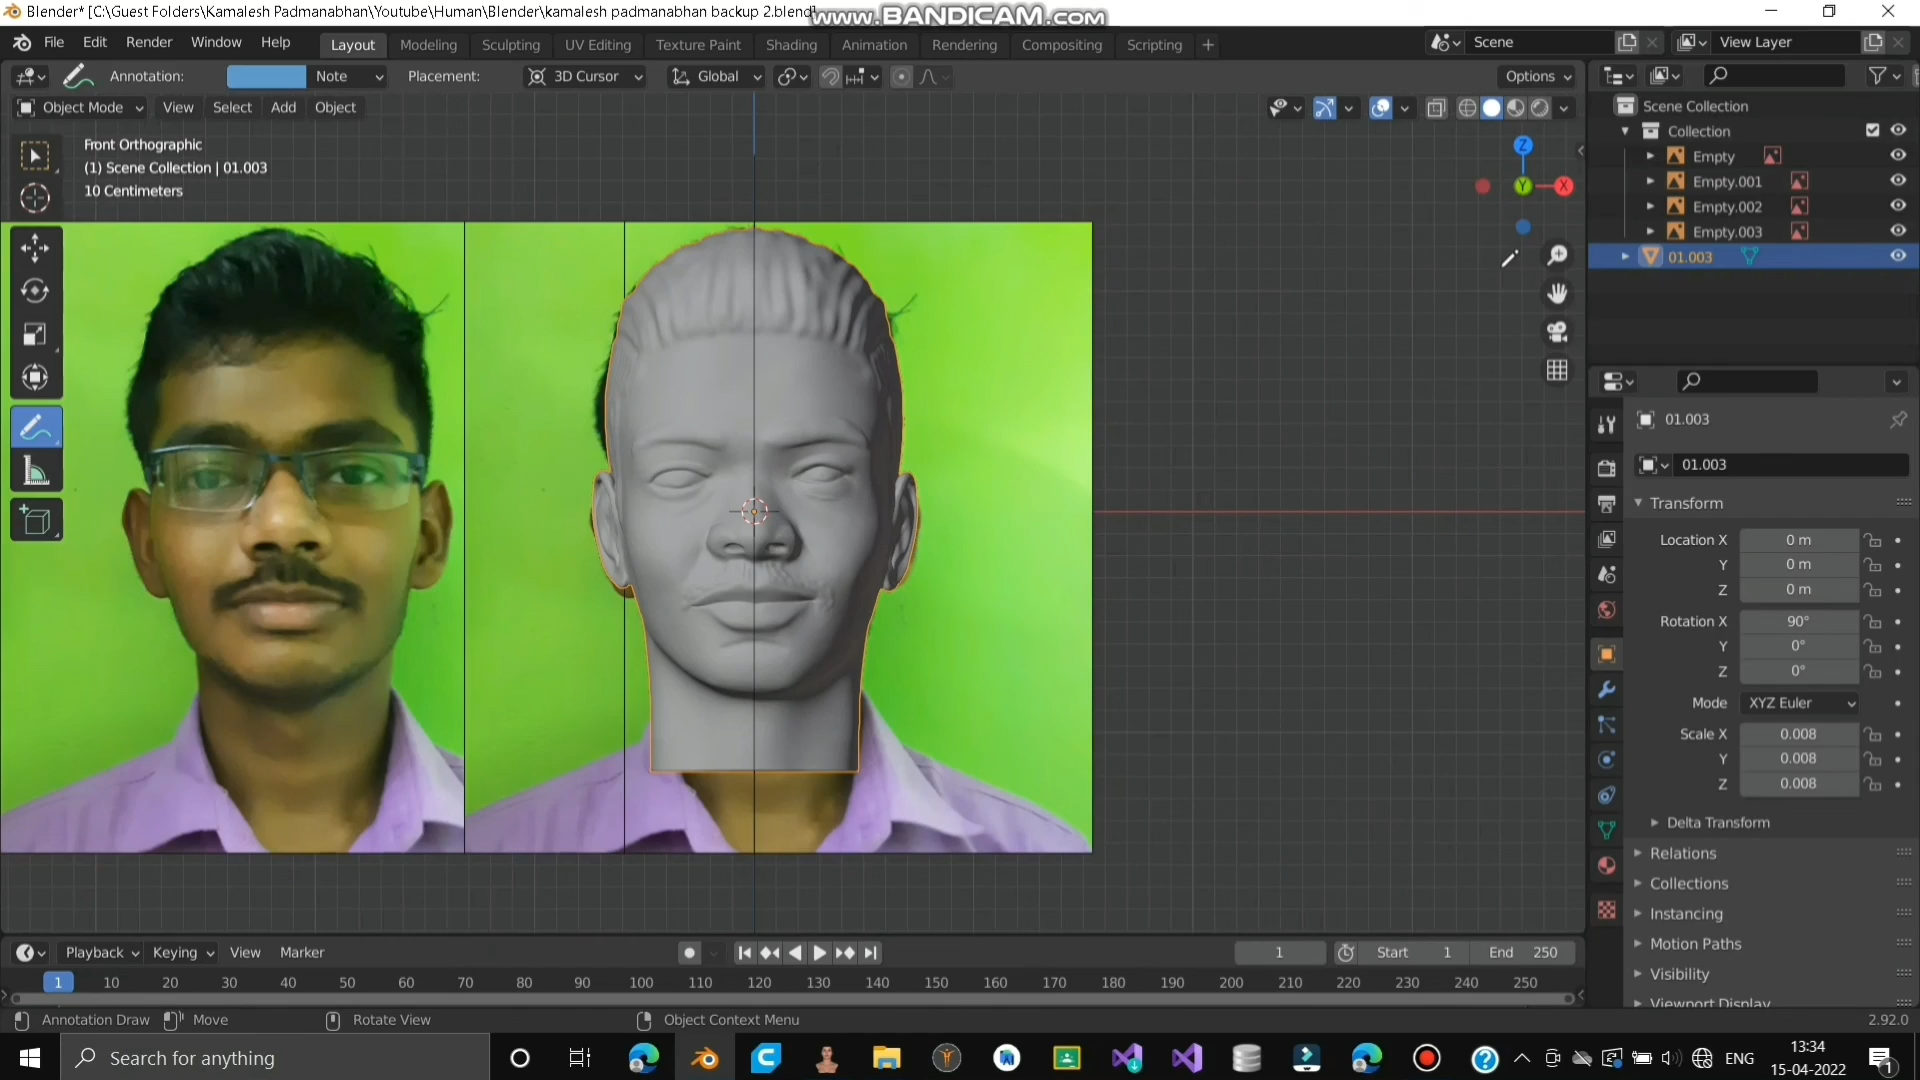 Blender* [C:\Guest Folders\Kamalesh Padmanabhan\Youtube\Human\Blender\kamalesh padmanabhan backup 2.blend]
www.BANDICAM.com
File Edit Render Window Help
Layout Modeling Sculpting UV Editing Texture Paint Shading Animation Rendering Compositing Scripting +
Scene
View Layer
Annotation: Note Placement: 3D Cursor Global Options
Object Mode View Select Add Object
Front Orthographic
(1) Scene Collection | 01.003
10 Centimeters
Z
Y
X
Scene Collection
Collection
Empty
Empty.001
Empty.002
Empty.003
01.003
01.003
01.003
Transform
Location X 0 m
Y 0 m
Z 0 m
Rotation X 90°
Y 0°
Z 0°
Mode XYZ Euler
Scale X 0.008
Y 0.008
Z 0.008
Delta Transform
Relations
Collections
Instancing
Motion Paths
Visibility
Viewport Display
Playback Keying View Marker
1 Start 1 End 250
1 10 20 30 40 50 60 70 80 90 100 110 120 130 140 150 160 170 180 190 200 210 220 230 240 250
Annotation Draw Move Rotate View Object Context Menu 2.92.0
Search for anything
ENG
13:34
15-04-2022
1